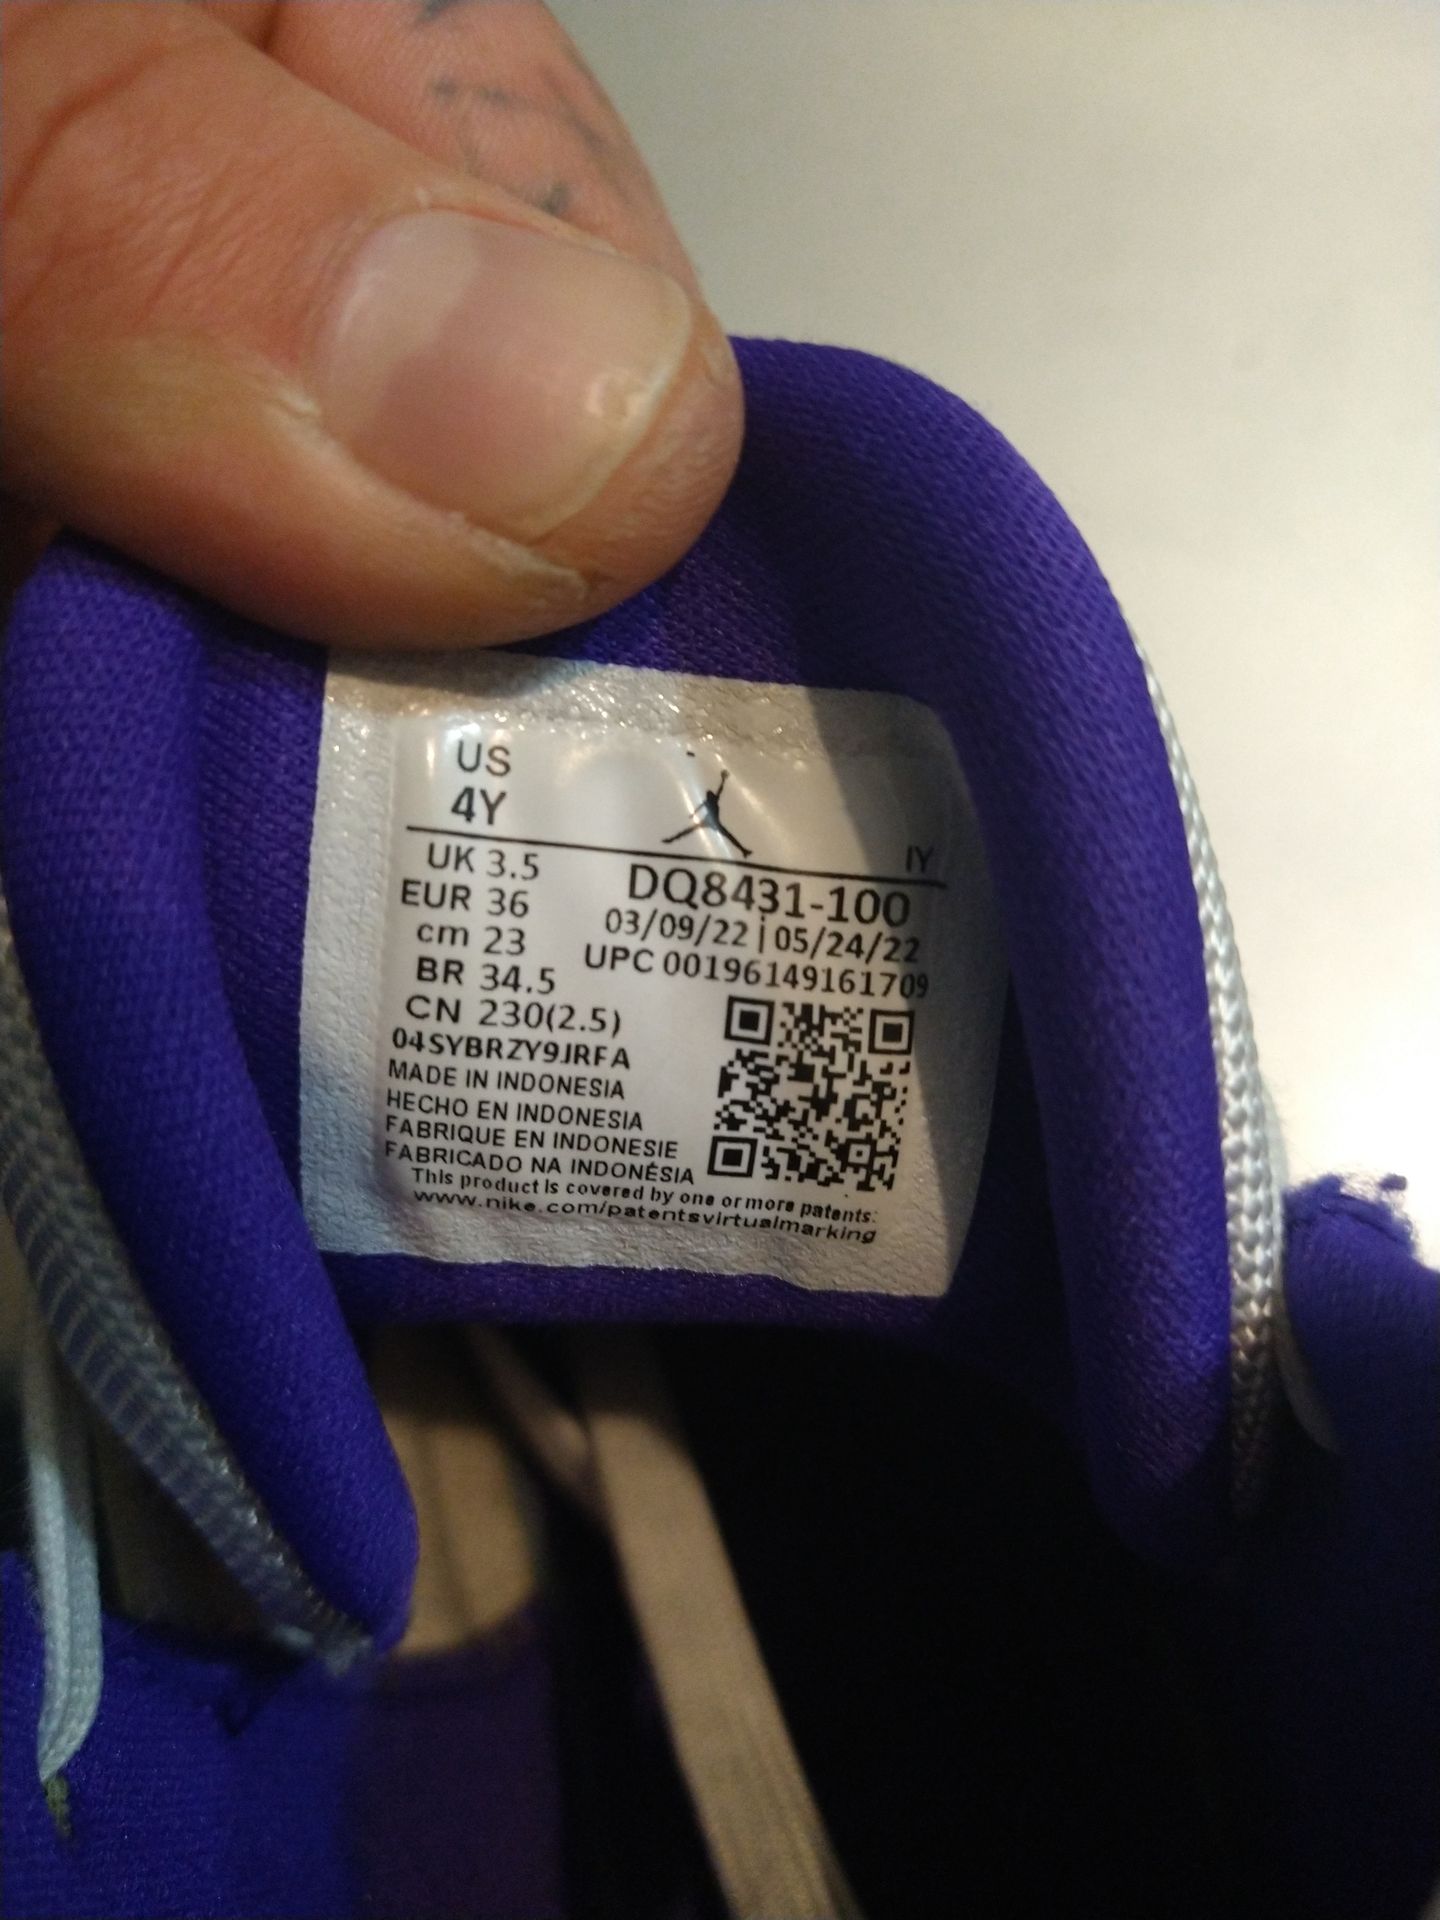 US
4Y
IY
UK 3.5
EUR 36
cm 23
BR 34.5
CN 230(2.5)
DQ8431-100
03/09/22 | 05/24/22
UPC 00196149161709
04SYBRZY9JRFA
MADE IN INDONESIA
HECHO EN INDONESIA
FABRIQUE EN INDONESIE
FABRICADO NA INDONÉSIA
This product is covered by one or more patents:
www.nike.com/patentsvirtualmarking